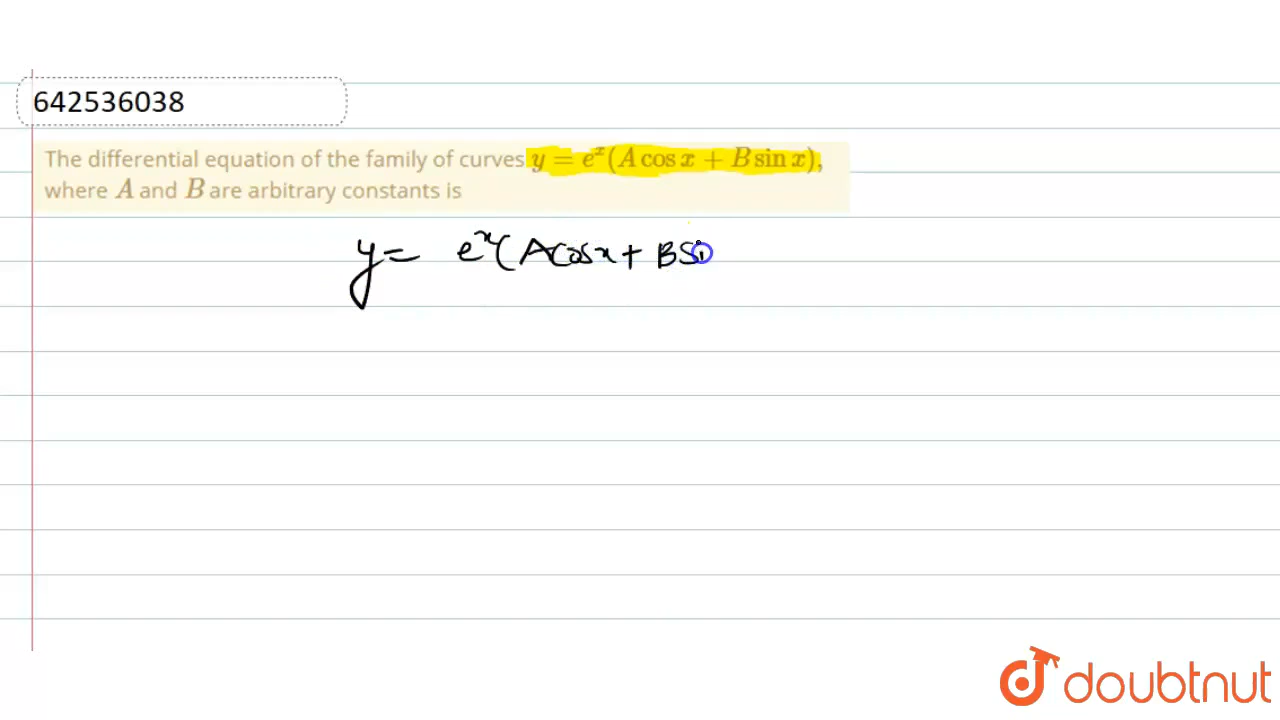 642536038
The differential equation of the family of curves y = e^x (A cos x + B sin x),
where A and B are arbitrary constants is
y = e^x (A cos x + B si
doubtnut